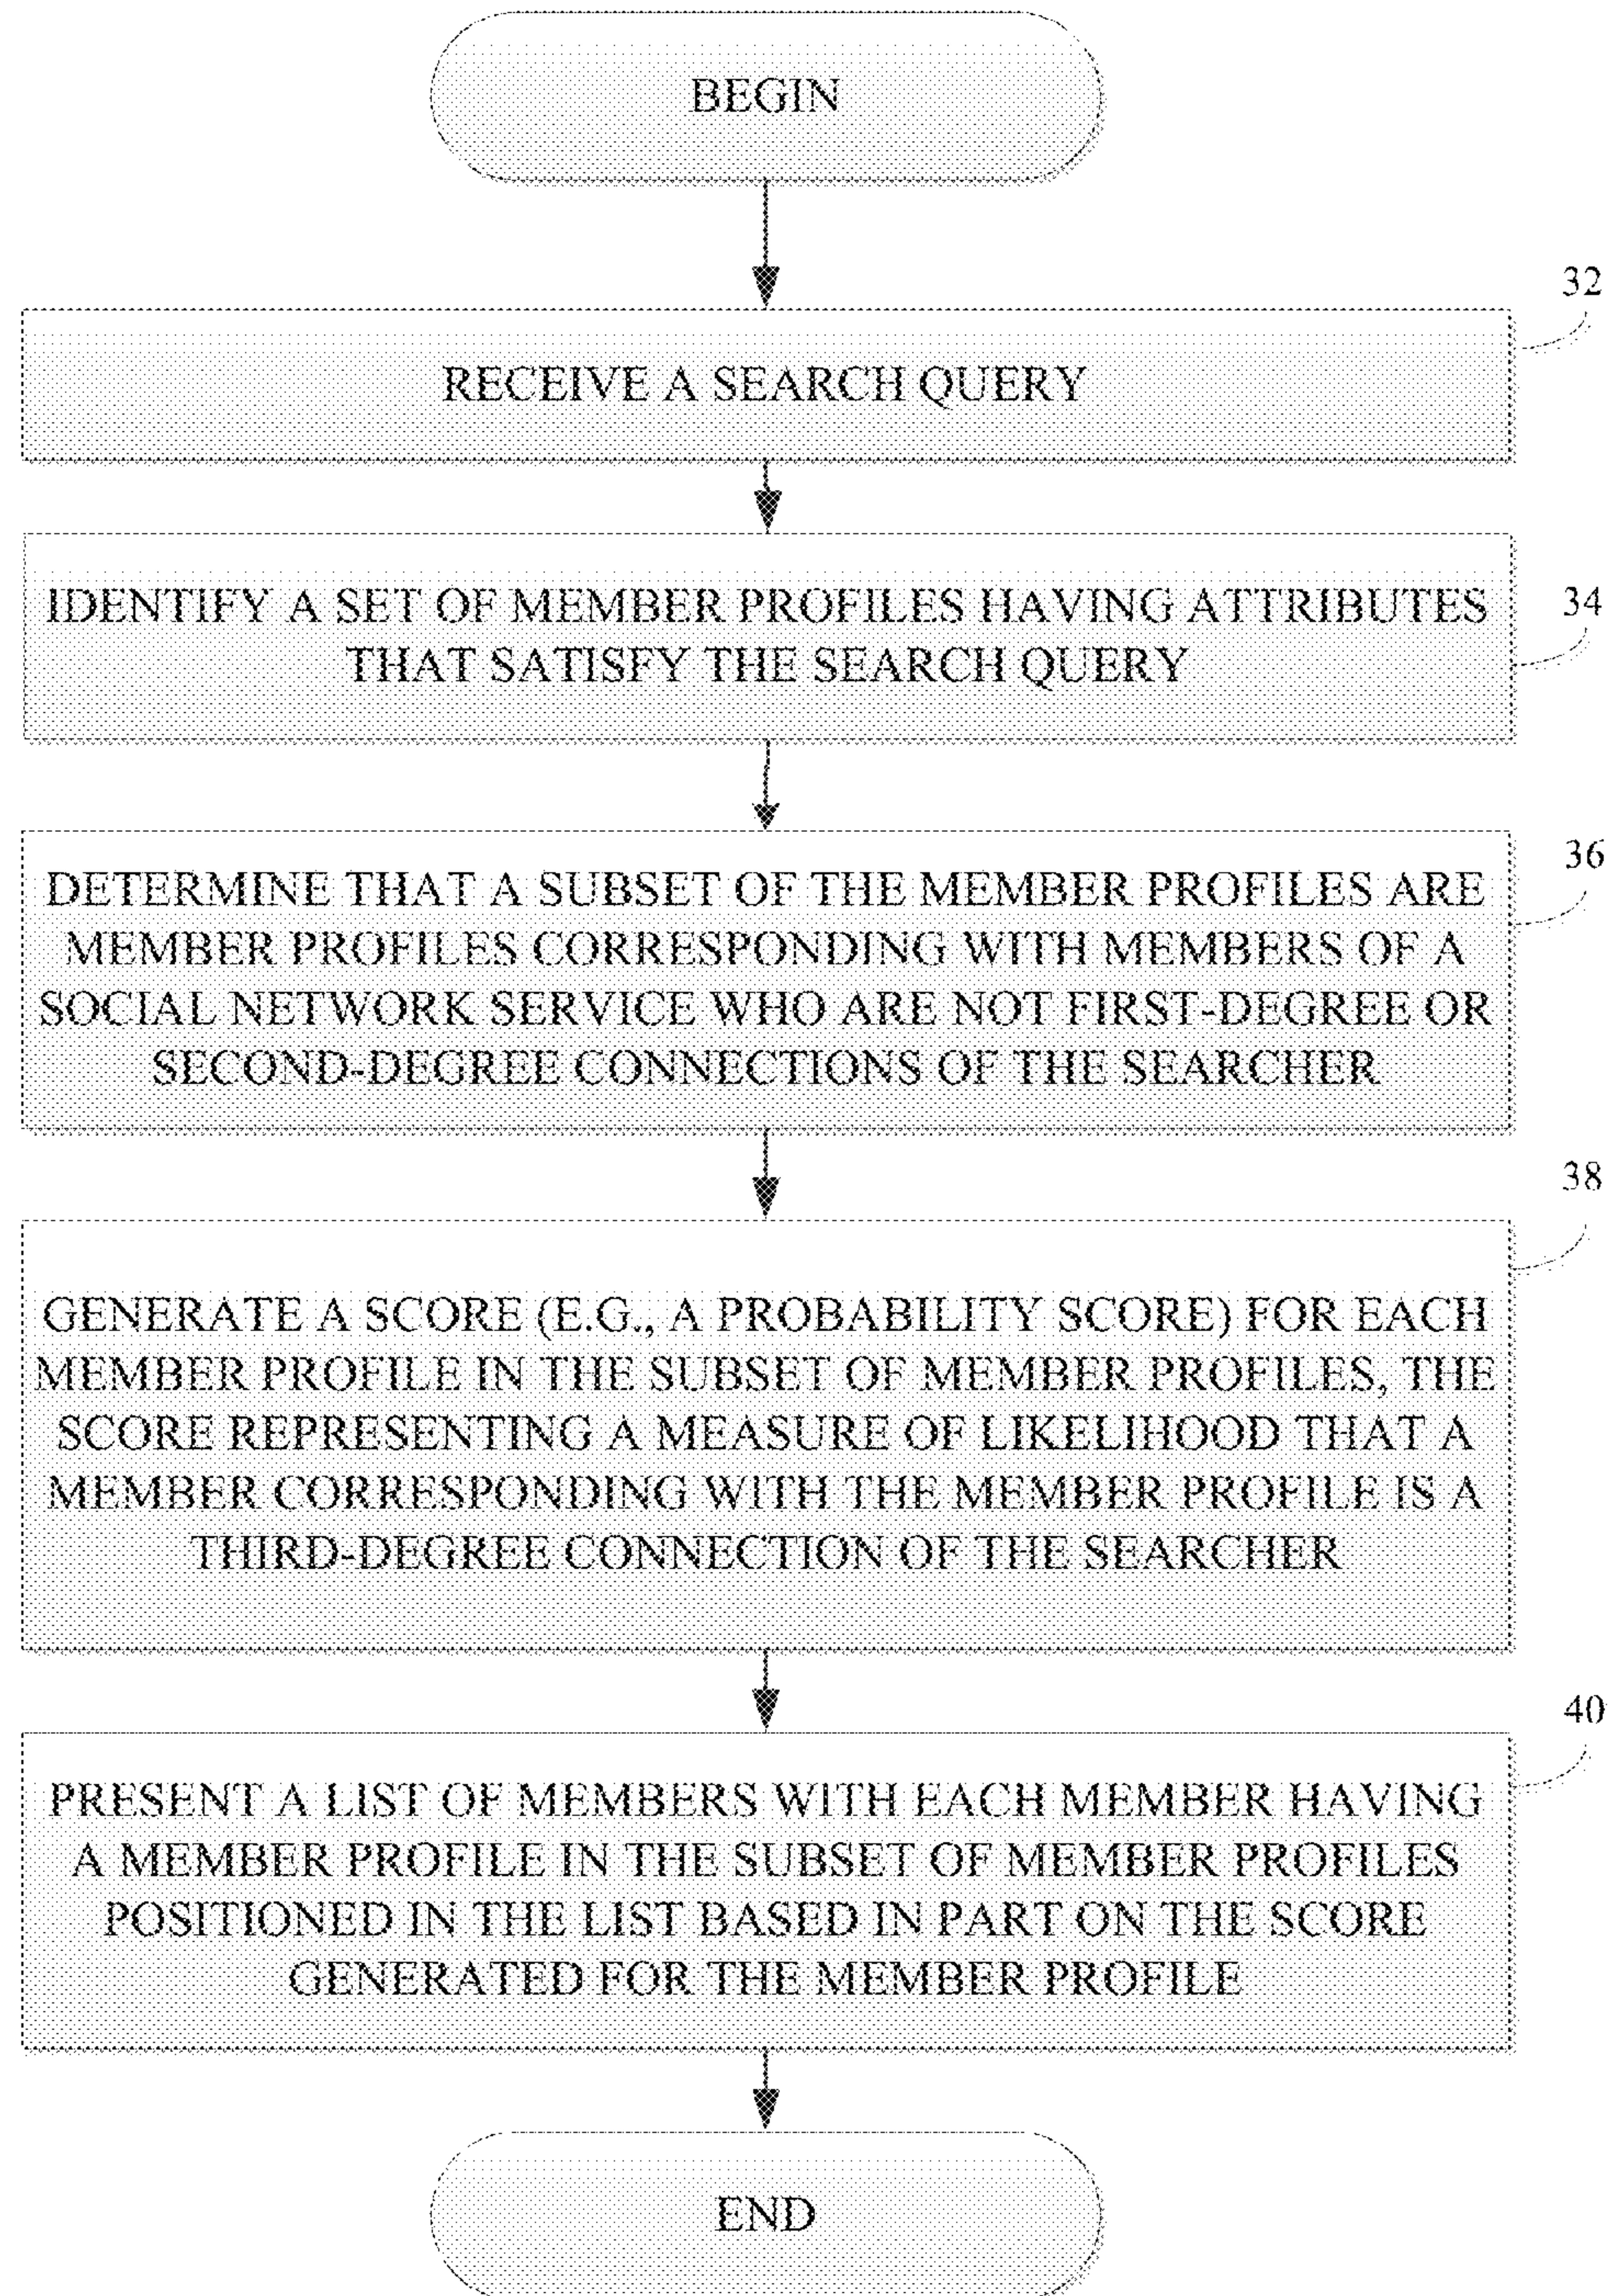 BEGIN
32
RECEIVE A SEARCH QUERY
34
IDENTIFY A SET OF MEMBER PROFILES HAVING ATTRIBUTES
THAT SATISFY THE SEARCH QUERY
36
DETERMINE THAT A SUBSET OF THE MEMBER PROFILES ARE
MEMBER PROFILES CORRESPONDING WITH MEMBERS OF A
SOCIAL NETWORK SERVICE WHO ARE NOT FIRST-DEGREE OR
SECOND-DEGREE CONNECTIONS OF THE SEARCHER
38
GENERATE A SCORE (E.G., A PROBABILITY SCORE) FOR EACH
MEMBER PROFILE IN THE SUBSET OF MEMBER PROFILES, THE
SCORE REPRESENTING A MEASURE OF LIKELIHOOD THAT A
MEMBER CORRESPONDING WITH THE MEMBER PROFILE IS A
THIRD-DEGREE CONNECTION OF THE SEARCHER
40
PRESENT A LIST OF MEMBERS WITH EACH MEMBER HAVING
A MEMBER PROFILE IN THE SUBSET OF MEMBER PROFILES
POSITIONED IN THE LIST BASED IN PART ON THE SCORE
GENERATED FOR THE MEMBER PROFILE
END